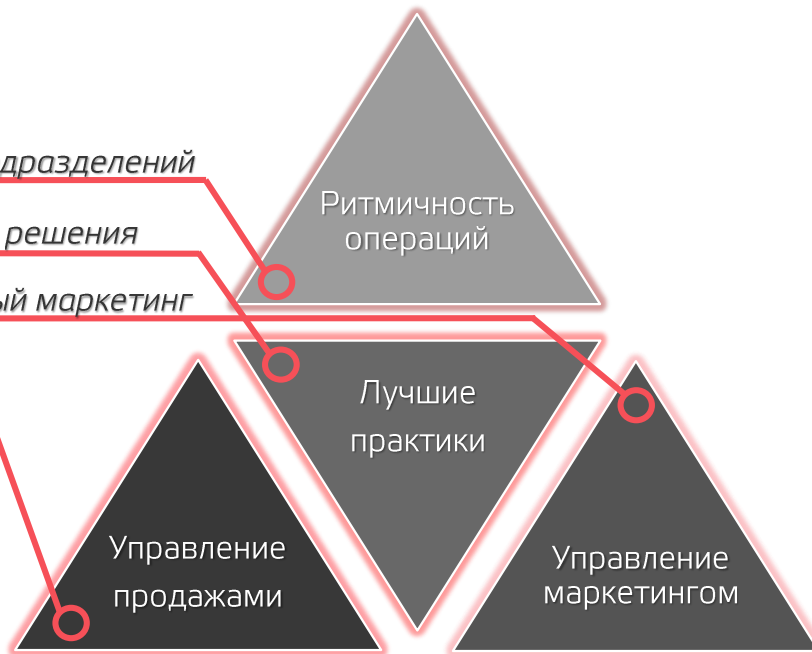 дразделений
решения
ый маркетинг
Ритмичность
операций
Лучшие
практики
Управление
продажами
Управление
маркетингом